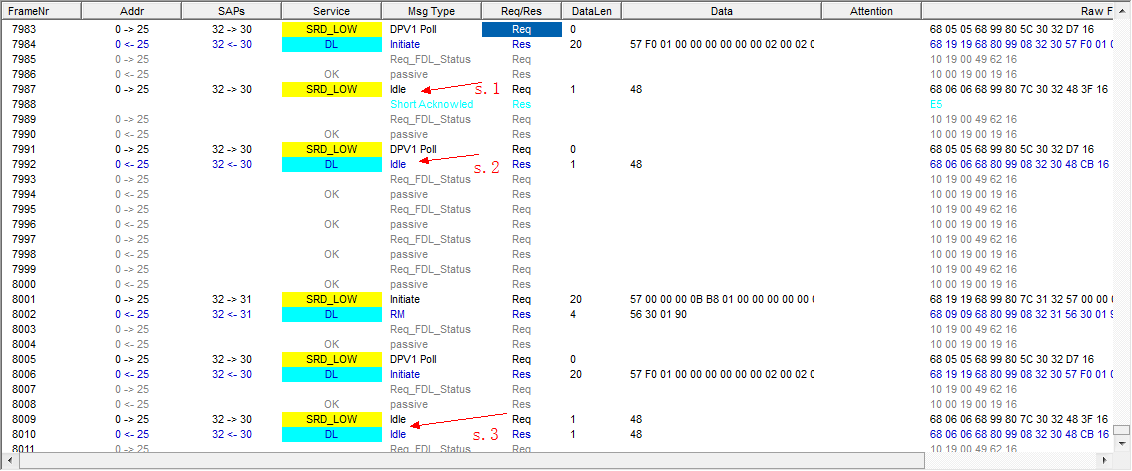 FrameNr Addr SAPs Service Msg Type Req/Res DataLen Data Attention Raw F
7983 0 -> 25 32 -> 30 SRD_LOW DPV1 Poll Req 0 68 05 05 68 99 80 5C 30 32 D7 16
7984 0 <- 25 32 <- 30 DL Initiate Res 20 57 F0 01 00 00 00 00 00 00 02 00 02 0 68 19 19 68 80 99 08 32 30 57 F0 01 0
7985 0 -> 25 Req_FDL_Status Req 10 19 00 49 62 16
7986 0 <- 25 OK passive Res 10 00 19 00 19 16
7987 0 -> 25 32 -> 30 SRD_LOW Idle s.1 Req 1 48 68 06 06 68 99 80 7C 30 32 48 3F 16
7988 Short Acknowled Res E5
7989 0 -> 25 Req_FDL_Status Req 10 19 00 49 62 16
7990 0 <- 25 OK passive Res 10 00 19 00 19 16
7991 0 -> 25 32 -> 30 SRD_LOW DPV1 Poll Req 0 68 05 05 68 99 80 5C 30 32 D7 16
7992 0 <- 25 32 <- 30 DL Idle s.2 Res 1 48 68 06 06 68 80 99 08 32 30 48 CB 16
7993 0 -> 25 Req_FDL_Status Req 10 19 00 49 62 16
7994 0 <- 25 OK passive Res 10 00 19 00 19 16
7995 0 -> 25 Req_FDL_Status Req 10 19 00 49 62 16
7996 0 <- 25 OK passive Res 10 00 19 00 19 16
7997 0 -> 25 Req_FDL_Status Req 10 19 00 49 62 16
7998 0 <- 25 OK passive Res 10 00 19 00 19 16
7999 0 -> 25 Req_FDL_Status Req 10 19 00 49 62 16
8000 0 <- 25 OK passive Res 10 00 19 00 19 16
8001 0 -> 25 32 -> 31 SRD_LOW Initiate Req 20 57 00 00 00 0B B8 01 00 00 00 00 00 0 68 19 19 68 99 80 7C 31 32 57 00 00 0
8002 0 <- 25 32 <- 31 DL RM Res 4 56 30 01 90 68 09 09 68 80 99 08 32 31 56 30 01 9
8003 0 -> 25 Req_FDL_Status Req 10 19 00 49 62 16
8004 0 <- 25 OK passive Res 10 00 19 00 19 16
8005 0 -> 25 32 -> 30 SRD_LOW DPV1 Poll Req 0 68 05 05 68 99 80 5C 30 32 D7 16
8006 0 <- 25 32 <- 30 DL Initiate Res 20 57 F0 01 00 00 00 00 00 00 02 00 02 0 68 19 19 68 80 99 08 32 30 57 F0 01 0
8007 0 -> 25 Req_FDL_Status Req 10 19 00 49 62 16
8008 0 <- 25 OK passive Res 10 00 19 00 19 16
8009 0 -> 25 32 -> 30 SRD_LOW Idle Req 1 48 68 06 06 68 99 80 7C 30 32 48 3F 16
8010 0 <- 25 32 <- 30 DL Idle s.3 Res 1 48 68 06 06 68 80 99 08 32 30 48 CB 16
8011 0 -> 25 Req_FDL_Status Req 10 19 00 49 62 16